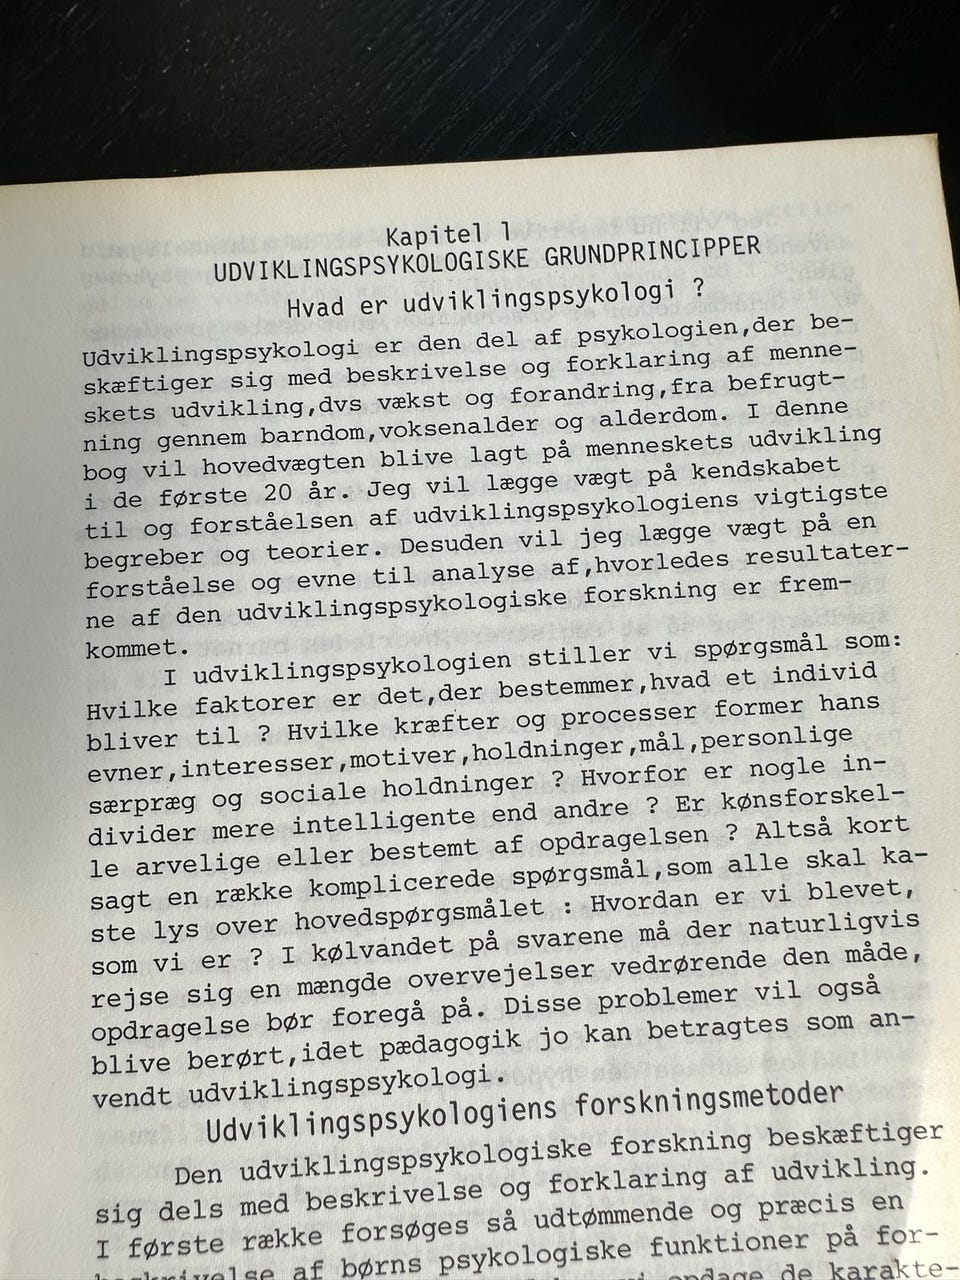 Kapitel 1
UDVIKLINGSPSYKOLOGISKE GRUNDPRINCIPPER
Hvad er udviklingspsykologi ?
Udviklingspsykologi er den del af psykologien,der be-
skæftiger sig med beskrivelse og forklaring af menne-
skets udvikling,dvs vækst og forandring,fra befrugt-
ning gennem barndom,voksenalder og alderdom. I denne
bog vil hovedvægten blive lagt på menneskets udvikling
i de første 20 år. Jeg vil lægge vægt på kendskabet
til og forståelsen af udviklingspsykologiens vigtigste
begreber og teorier. Desuden vil jeg lægge vægt på en
forståelse og evne til analyse af,hvorledes resultater-
ne af den udviklingspsykologiske forskning er frem-
kommet.
I udviklingspsykologien stiller vi spørgsmål som:
Hvilke faktorer er det,der bestemmer,hvad et individ
bliver til ? Hvilke kræfter og processer former hans
evner,interesser,motiver,holdninger,mål,personlige
særpræg og sociale holdninger ? Hvorfor er nogle in-
divider mere intelligente end andre ? Er kønsforskel-
le arvelige eller bestemt af opdragelsen ? Altså kort
sagt en række komplicerede spørgsmål,som alle skal ka-
ste lys over hovedspørgsmålet : Hvordan er vi blevet,
som vi er ? I kølvandet på svarene må der naturligvis
rejse sig en mængde overvejelser vedrørende den måde,
opdragelse bør foregå på. Disse problemer vil også
blive berørt,idet pædagogik jo kan betragtes som an-
vendt udviklingspsykologi.
Udviklingspsykologiens forskningsmetoder
Den udviklingspsykologiske forskning beskæftiger
sig dels med beskrivelse og forklaring af udvikling.
I første række forsøges så udtømmende og præcis en
beskrivelse af børns psykologiske funktioner på for-
opdage de karakte-